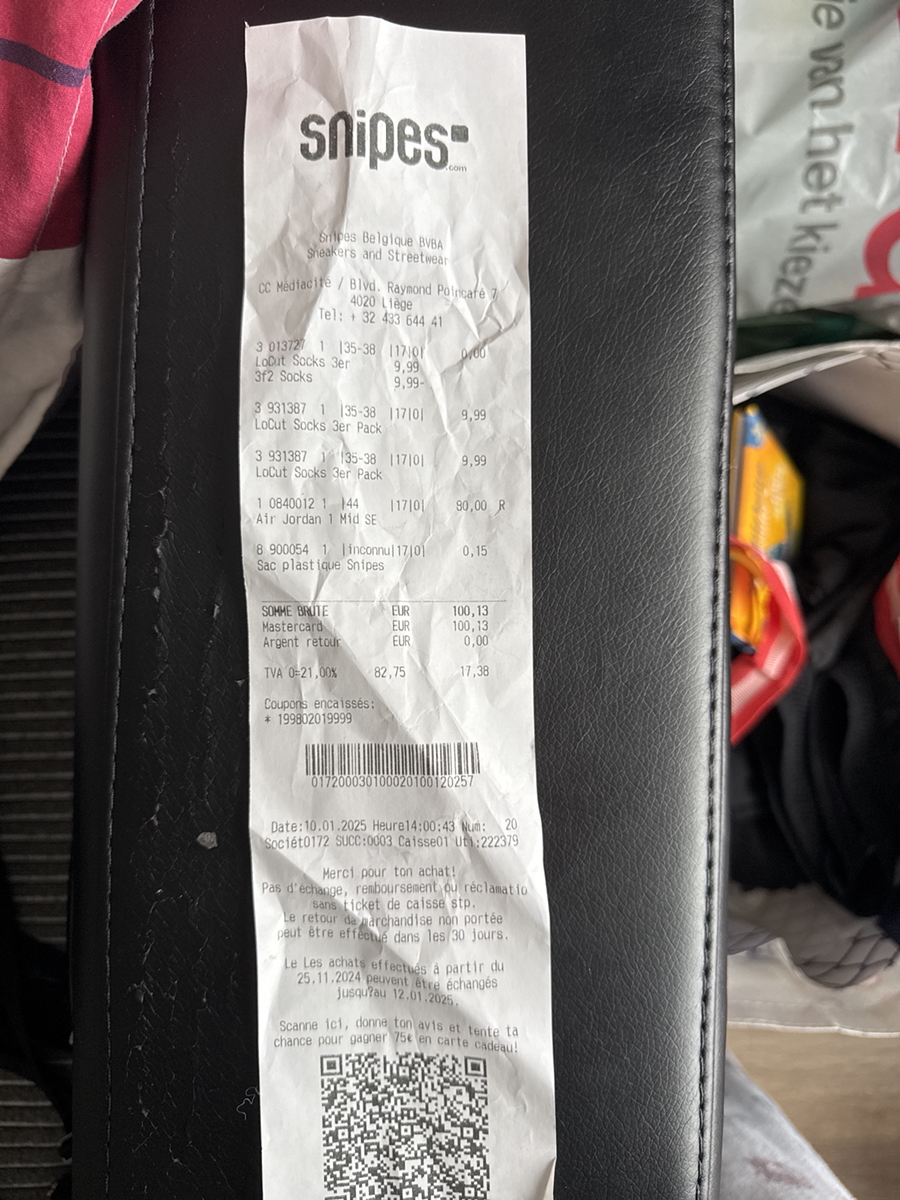 snipes
.com
Snipes Belgique BVBA
Sneakers and Streetwear
CC Médiacité / Blvd. Raymond Poincaré 7
4020 Liège
Tel: + 32 433 644 41
3 013727 1 |35-38 |17|0| 0,00
LoCut Socks 3er 9,99
3f2 Socks 9,99-
3 931387 1 |35-38 |17|0| 9,99
LoCut Socks 3er Pack
3 931387 1 |35-38 |17|0| 9,99
LoCut Socks 3er Pack
1 0840012 1 |44 |17|0| 80,00 R
Air Jordan 1 Mid SE
8 900054 1 |inconnu|17|0| 0,15
Sac plastique Snipes
SOMME BRUTE EUR 100,13
Mastercard EUR 100,13
Argent retour EUR 0,00
TVA 0=21,00% 82,75 17,38
Coupons encaissés:
* 199802019999
017200030100020100120257
Date:10.01.2025 Heure14:00:43 Num: 20
Sociét0172 SUCC:0003 Caisse01 Uti:222379
Merci pour ton achat!
Pas d'échange, remboursement ou réclamatio
sans ticket de caisse stp.
Le retour de marchandise non portée
peut être effectué dans les 30 jours.
Le Les achats effectués à partir du
25.11.2024 peuvent être échangés
jusqu?au 12.01.2025.
Scanne ici, donne ton avis et tente ta
chance pour gagner 75€ en carte cadeau!
ie van het kieze